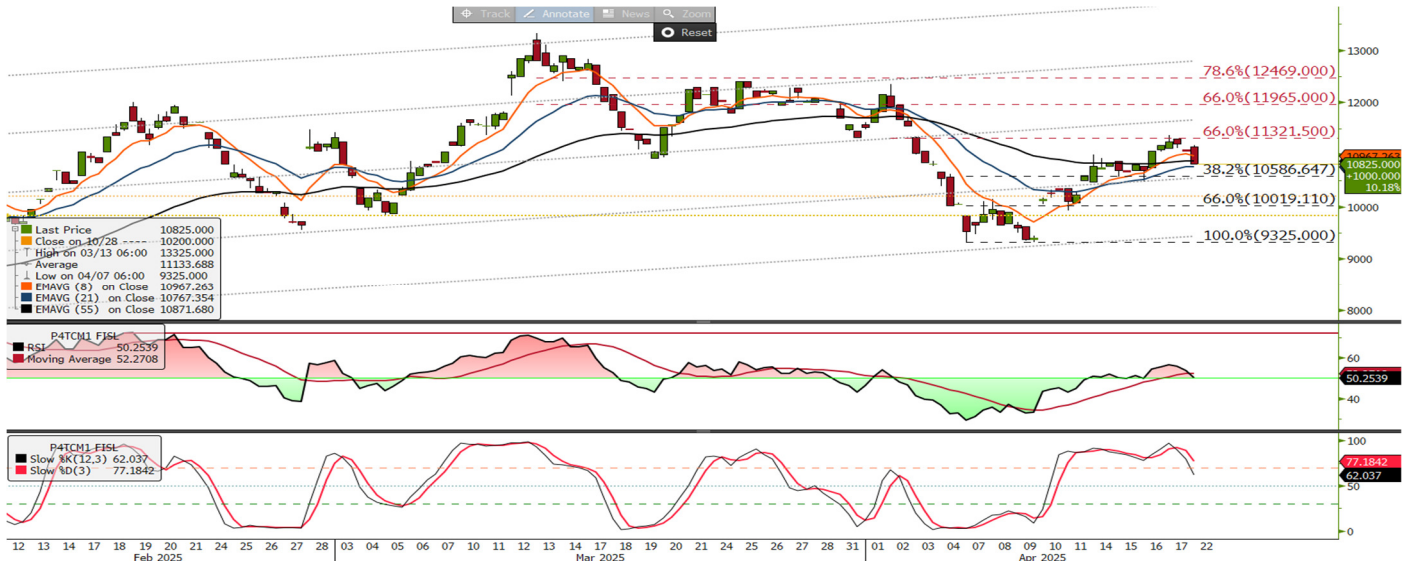 Track Annotate News Zoom
Reset
13000
12000
10000
9000
8000
78.6%(12469.000)
66.0%(11965.000)
66.0%(11321.500)
10967.263
10825.000
+1000.000
10.18%
38.2%(10586.647)
66.0%(10019.110)
100.0%(9325.000)
Last Price 10825.000
Close on 10/28 ---- 10200.000
High on 03/13 06:00 13325.000
Average 11133.688
Low on 04/07 06:00 9325.000
EMAVG (8) on Close 10967.263
EMAVG (21) on Close 10767.354
EMAVG (55) on Close 10871.680
P4TCM1 FISL
RSI 50.2539
Moving Average 52.2708
60
50.2539
40
P4TCM1 FISL
Slow %K(12,3) 62.037
Slow %D(3) 77.1842
100
77.1842
62.037
50
0
12 13 14 17 18 19 20 21 24 25 26 27 28 03 04 05 06 07 10 11 12 13 14 17 18 19 20 21 24 25 26 27 28 31 01 02 03 04 07 08 09 10 11 14 15 16 17 22
Feb 2025 Mar 2025 Apr 2025